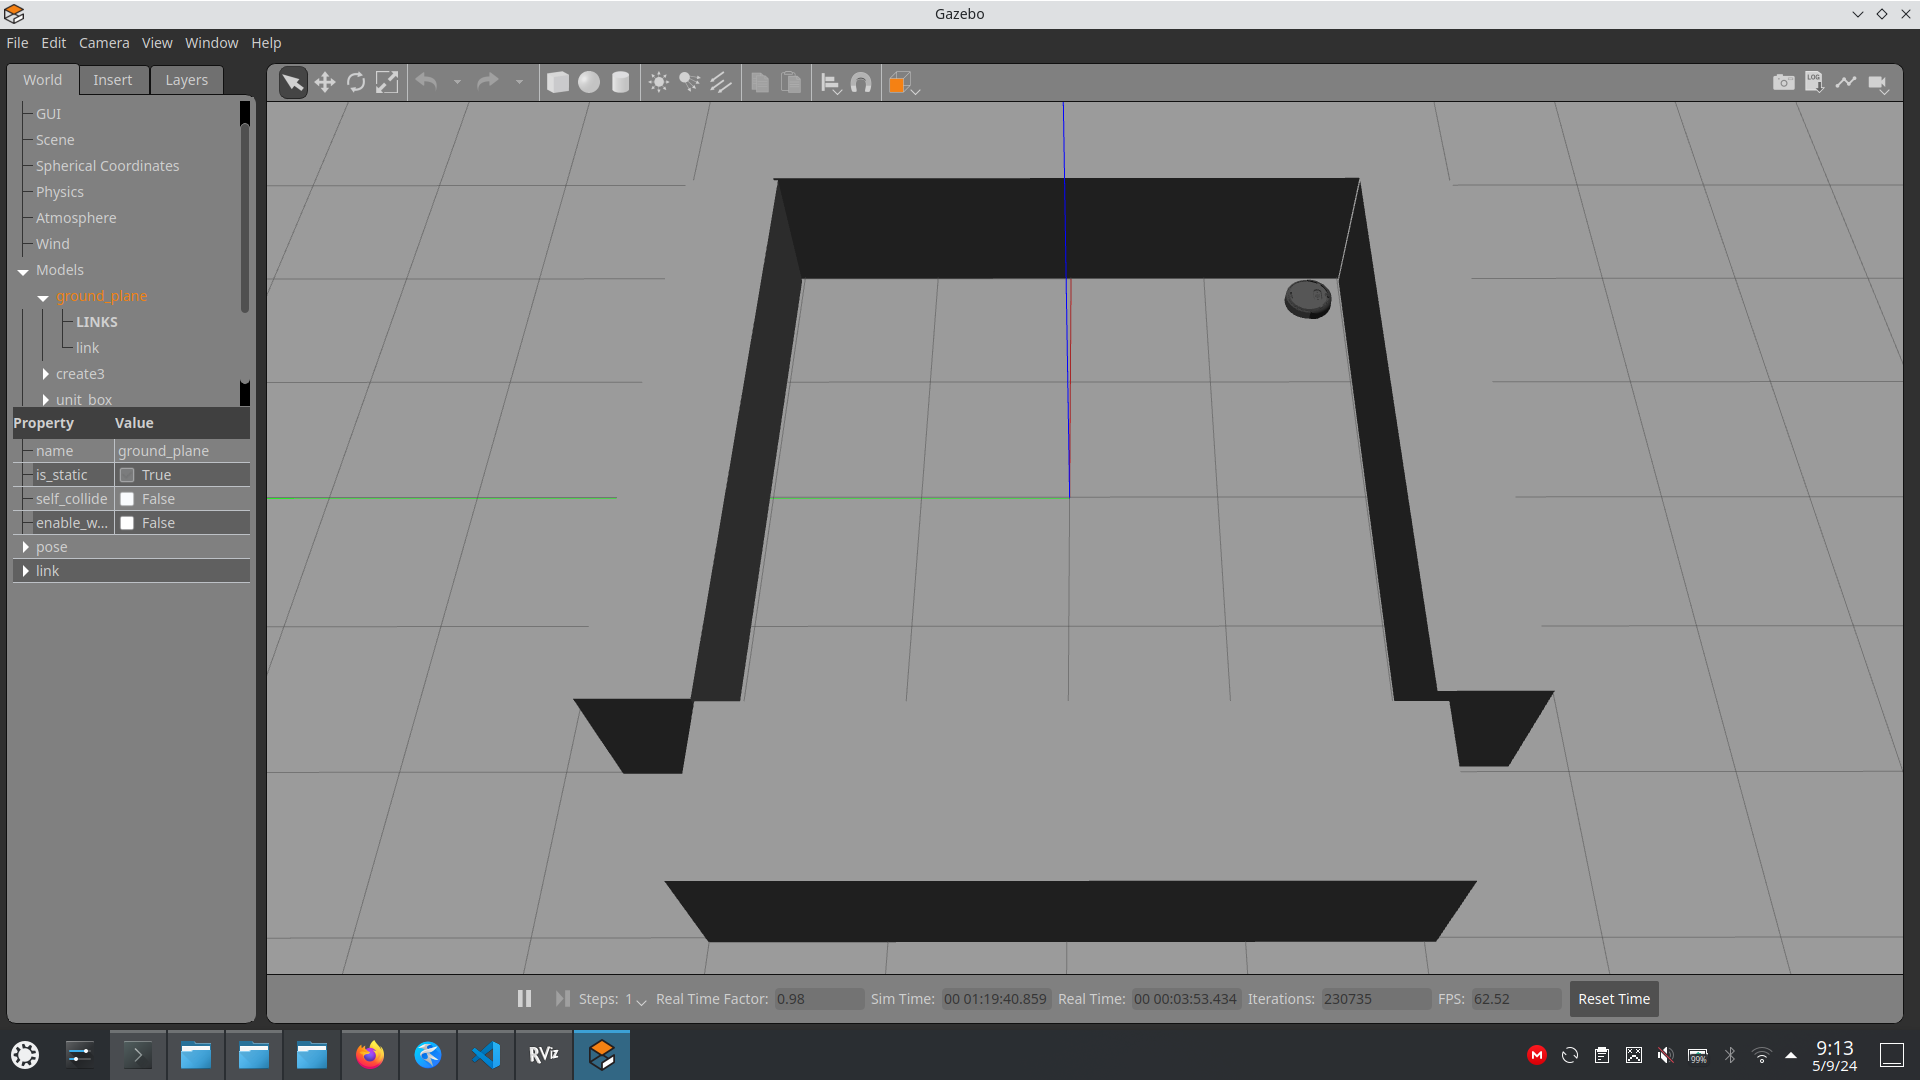 Gazebo
File Edit Camera View Window Help
World Insert Layers
LOG
GUI
Scene
Spherical Coordinates
Physics
Atmosphere
Wind
Models
ground_plane
LINKS
link
create3
unit_box
Property Value
name ground_plane
is_static True
self_collide False
enable_w... False
pose
link
Steps: 1 Real Time Factor: 0.98 Sim Time: 00 01:19:40.859 Real Time: 00 00:03:53.434 Iterations: 230735 FPS: 62.52 Reset Time
RViz M 99% 9:13
5/9/24